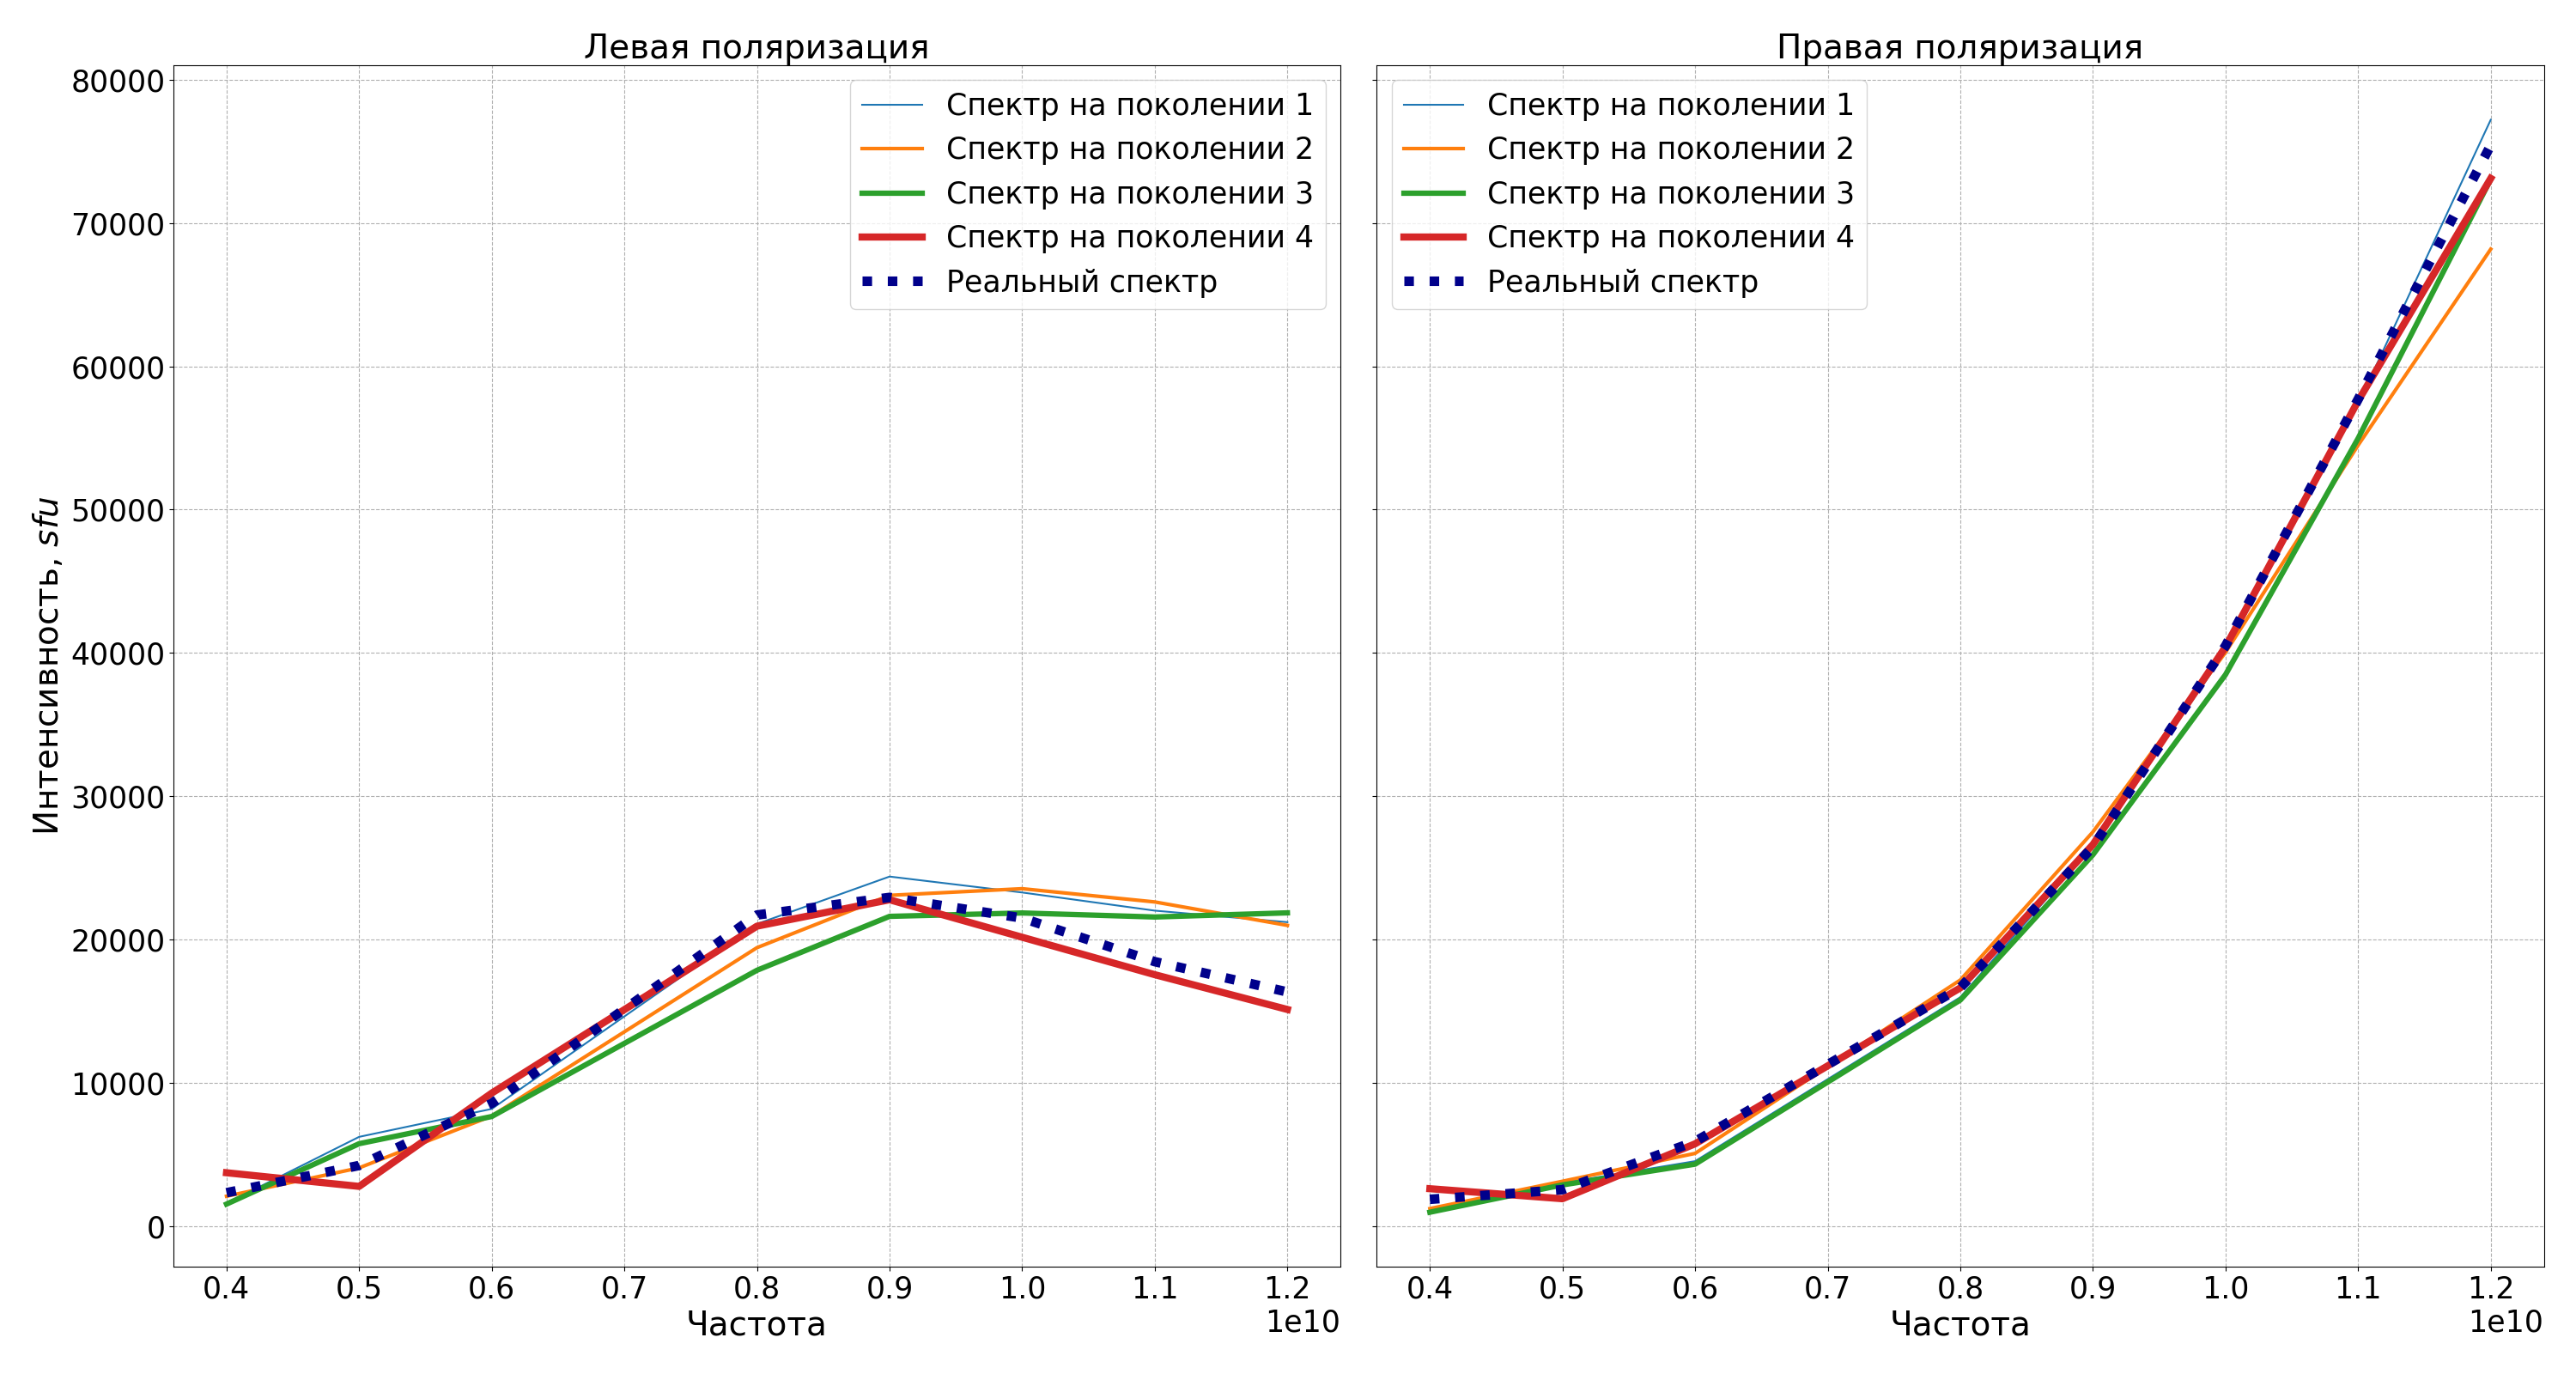 Левая поляризация
Правая поляризация
Интенсивность, sfu
80000
70000
60000
50000
40000
30000
20000
10000
0
Спектр на поколении 1
Спектр на поколении 2
Спектр на поколении 3
Спектр на поколении 4
Реальный спектр
0.4 0.5 0.6 0.7 0.8 0.9 1.0 1.1 1.2
1e10
Частота
Спектр на поколении 1
Спектр на поколении 2
Спектр на поколении 3
Спектр на поколении 4
Реальный спектр
0.4 0.5 0.6 0.7 0.8 0.9 1.0 1.1 1.2
1e10
Частота